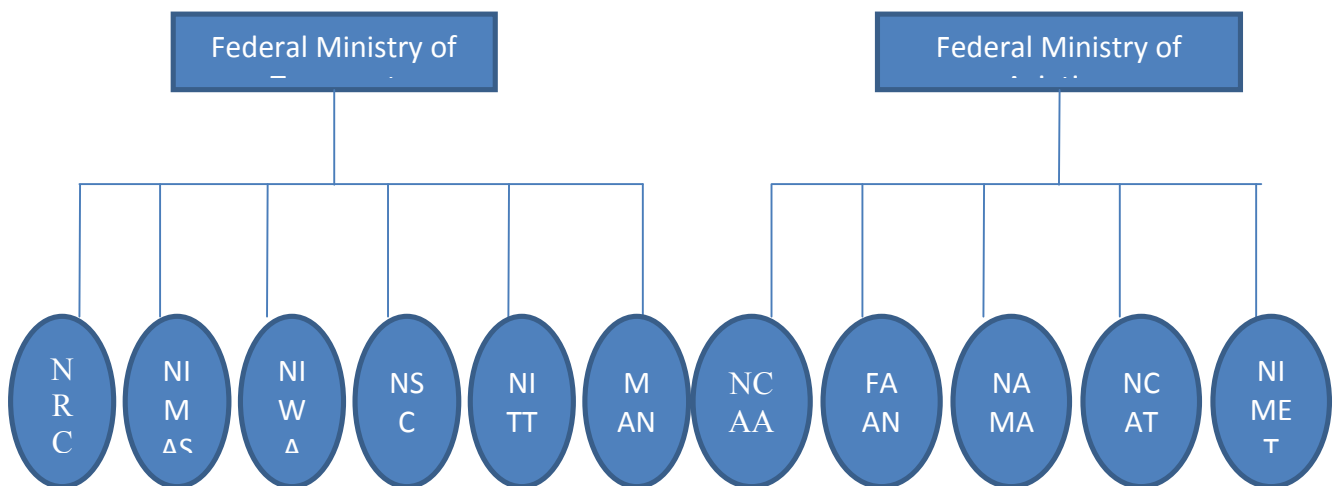 Federal Ministry of
Federal Ministry of
N
R
C
NI
M
AS
NI
W
A
NS
C
NI
TT
M
AN
NC
AA
FA
AN
NA
MA
NC
AT
NI
ME
T